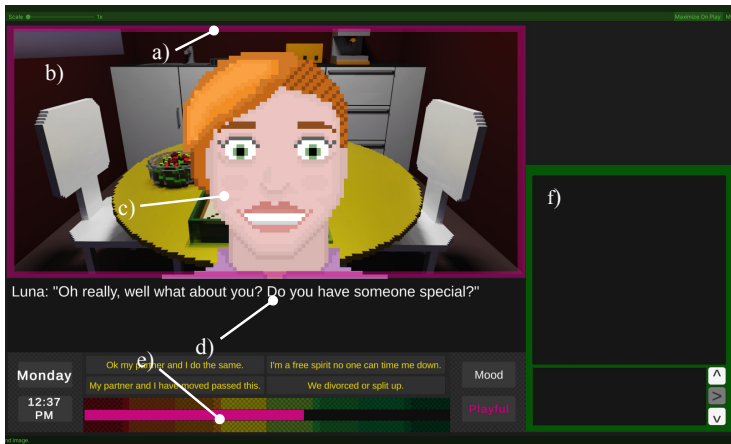 Scale 1x Maximize On Play M
a)
b)
c)
f)
Luna: "Oh really, well what about you? Do you have someone special?"
d)
e)
Monday
Ok my partner and I do the same.
I'm a free spirit no one can time me down.
Mood
My partner and I have moved passed this.
We divorced or split up.
12:37
PM
Playful
nd image